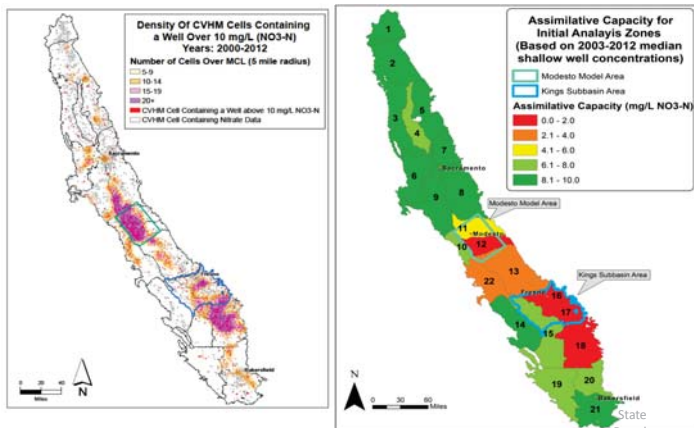 Density Of CVHM Cells Containing
a Well Over 10 mg/L (NO3-N)
Years: 2000-2012
Number of Cells Over MCL (5 mile radius)
5-9
10-14
15-19
20+
CVHM Cell Containing a Well above 10 mg/L NO3-N
CVHM Cell Containing Nitrate Data
Sacramento
Bakersfield
0 20 40
Miles
N
Assimilative Capacity for
Initial Analayis Zones
(Based on 2003-2012 median
shallow well concentrations)
Modesto Model Area
Kings Subbasin Area
Assimilative Capacity (mg/L NO3-N)
0.0 - 2.0
2.1 - 4.0
4.1 - 6.0
6.1 - 8.0
8.1 - 10.0
1
2
3
5
4
7
Sacramento
6
8
9
Modesto Model Area
11
Modesto
10
12
13
22
Kings Subbasin Area
Fresno
16
17
14
15
18
19
20
Bakersfield
21
N
0 30 60
Miles
State